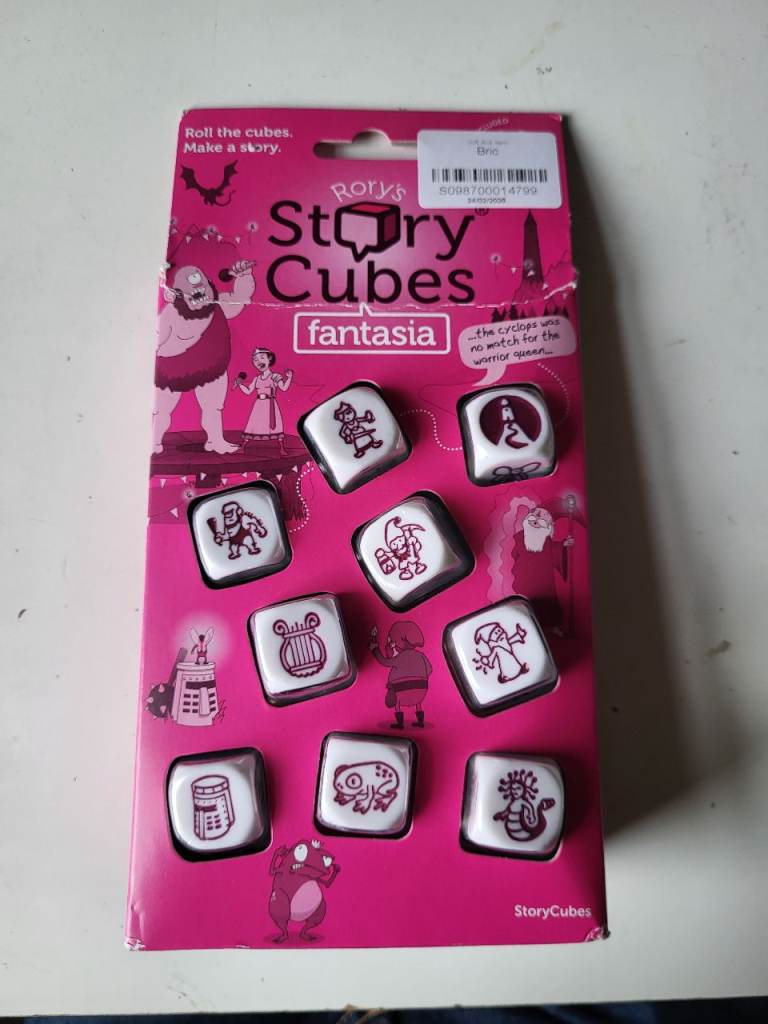 Roll the cubes.
Make a story.
Bric
S098700014799
Rory's
Story®
Cubes
fantasia
...the cyclops was
no match for the
warrior queen...
StoryCubes